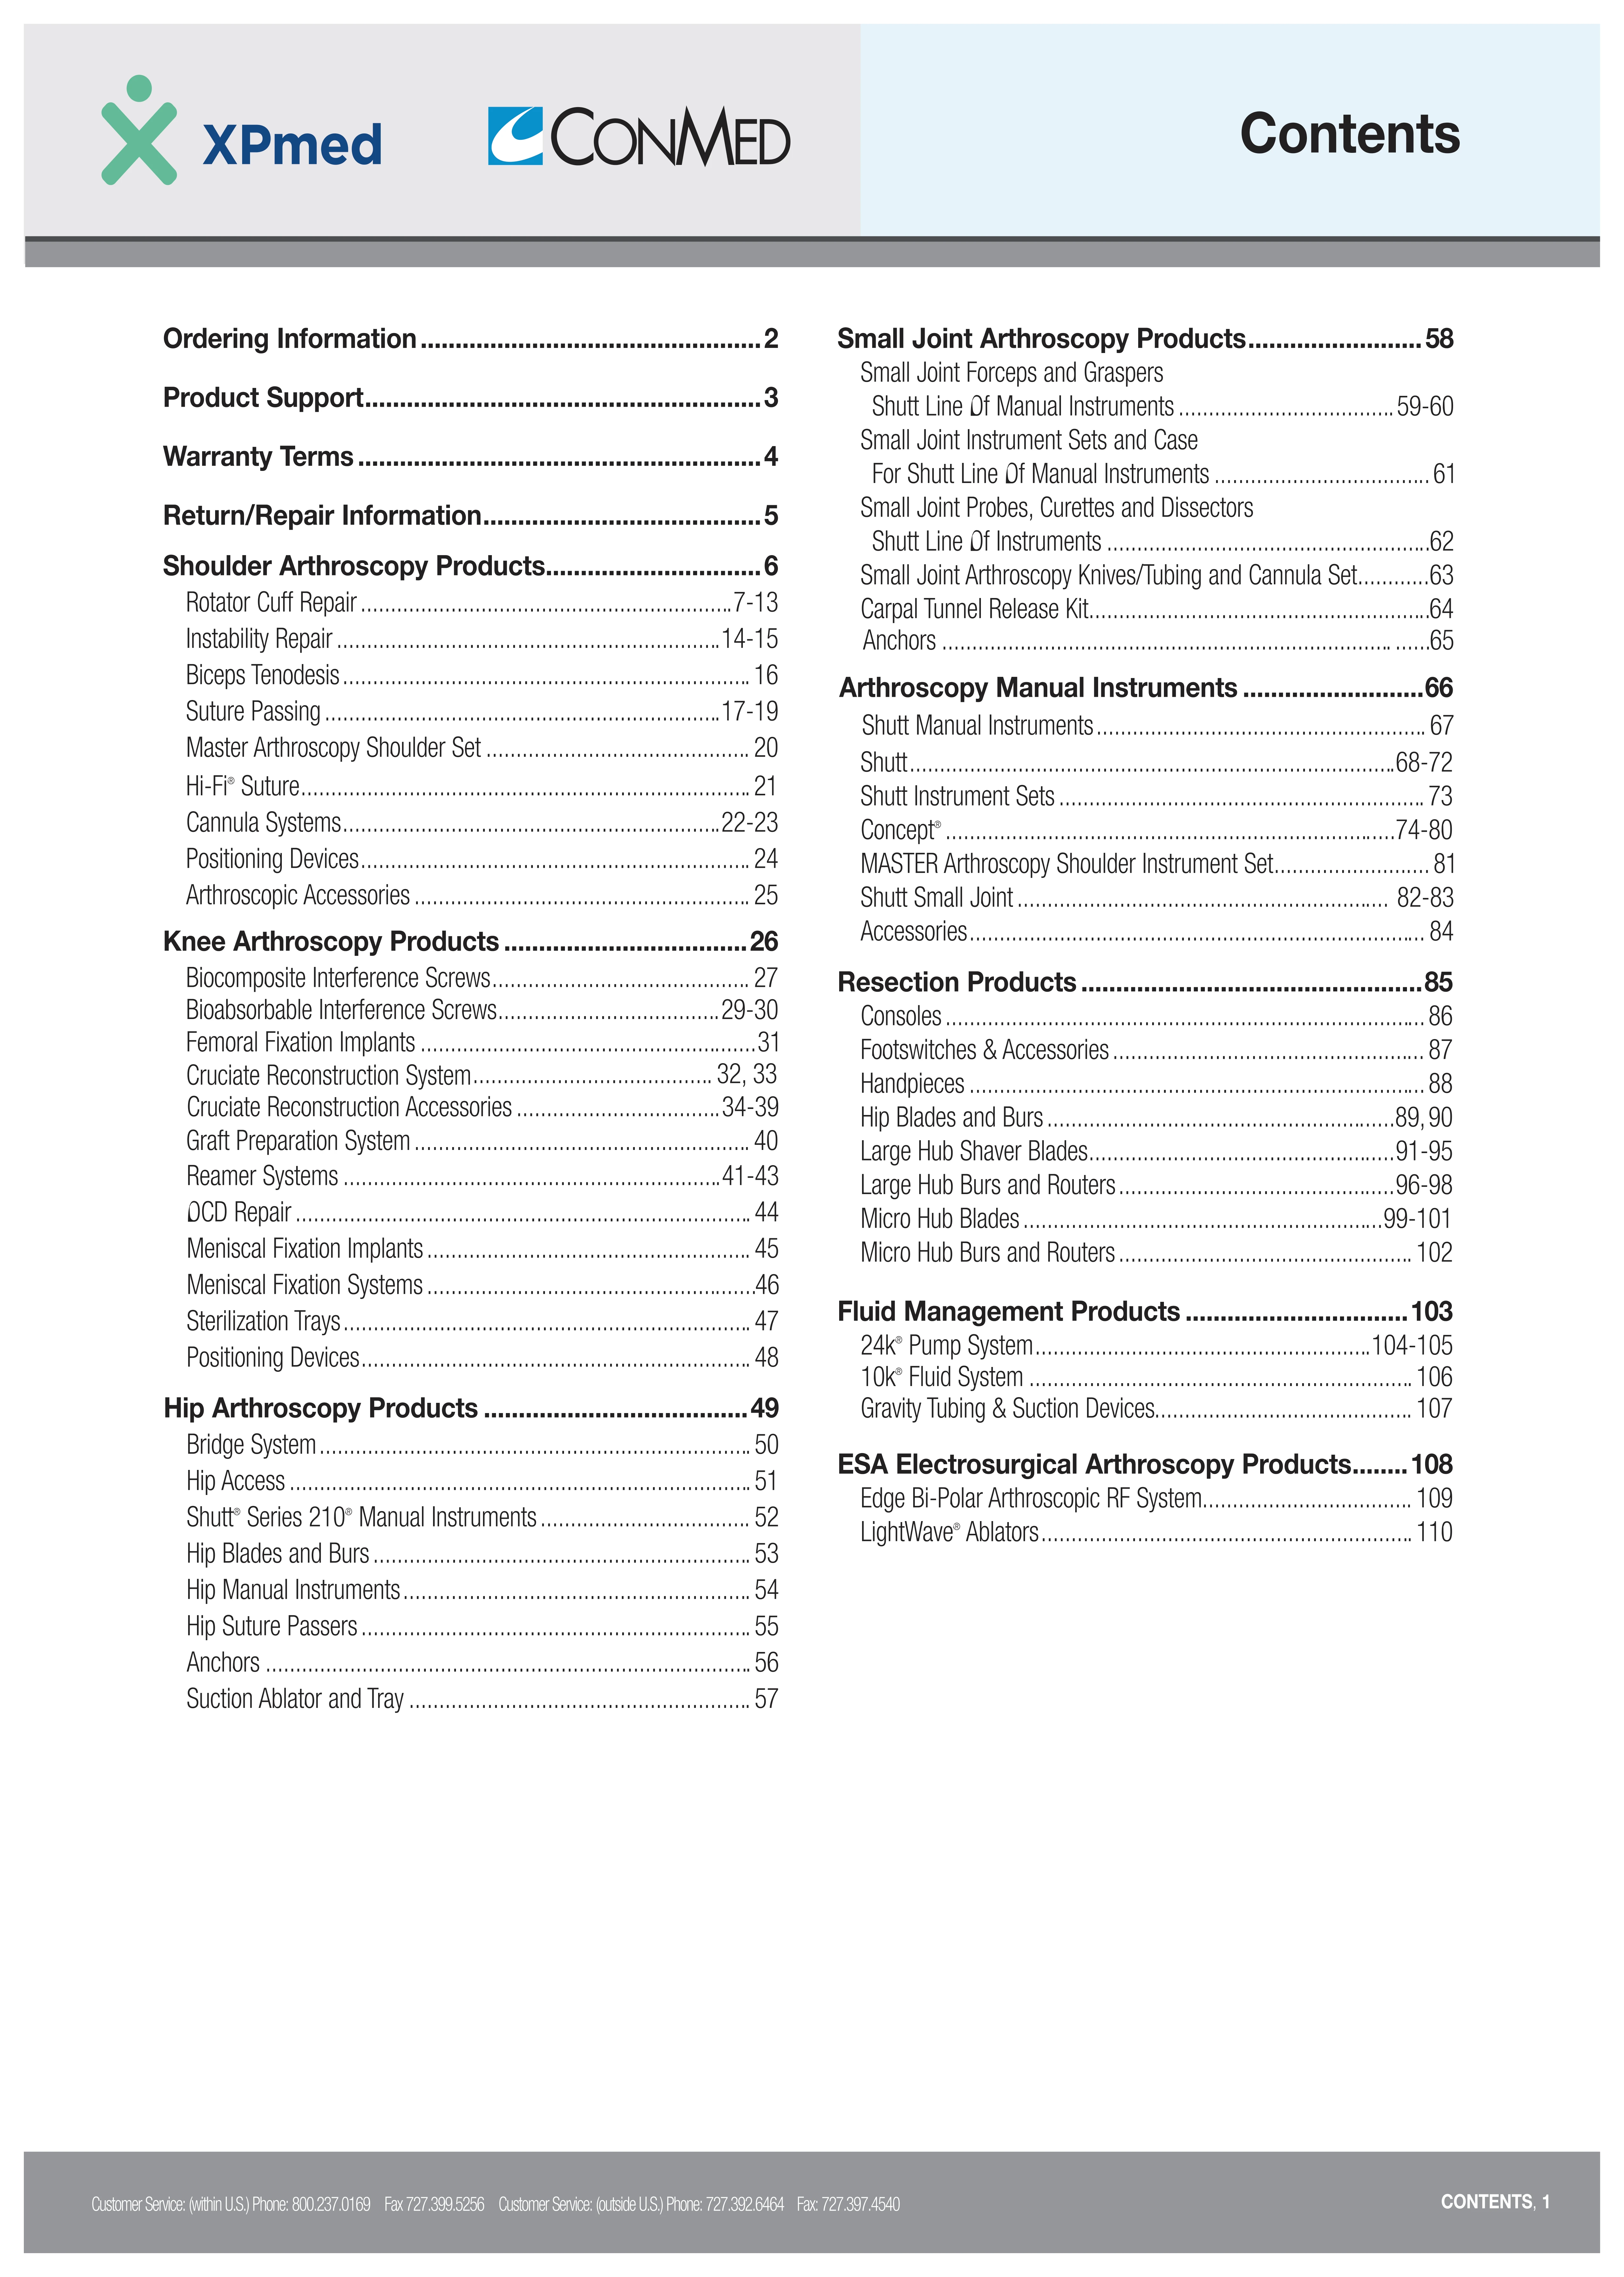 XPmed
CONMED
Contents
Ordering Information.................................................2
Product Support.........................................................3
Warranty Terms..........................................................4
Return/Repair Information........................................5
Shoulder Arthroscopy Products...............................6
Rotator Cuff Repair..............................................................7-13
Instability Repair................................................................14-15
Biceps Tenodesis.................................................................... 16
Suture Passing..................................................................17-19
Master Arthroscopy Shoulder Set............................................ 20
Hi-Fi® Suture........................................................................... 21
Cannula Systems...............................................................22-23
Positioning Devices................................................................. 24
Arthroscopic Accessories........................................................ 25
Knee Arthroscopy Products...................................26
Biocomposite Interference Screws........................................... 27
Bioabsorbable Interference Screws.....................................29-30
Femoral Fixation Implants........................................................31
Cruciate Reconstruction System........................................ 32, 33
Cruciate Reconstruction Accessories..................................34-39
Graft Preparation System........................................................ 40
Reamer Systems...............................................................41-43
OCD Repair............................................................................ 44
Meniscal Fixation Implants...................................................... 45
Meniscal Fixation Systems.......................................................46
Sterilization Trays.................................................................... 47
Positioning Devices................................................................. 48
Hip Arthroscopy Products......................................49
Bridge System........................................................................ 50
Hip Access............................................................................. 51
Shutt® Series 210® Manual Instruments................................... 52
Hip Blades and Burs............................................................... 53
Hip Manual Instruments.......................................................... 54
Hip Suture Passers................................................................. 55
Anchors................................................................................. 56
Suction Ablator and Tray......................................................... 57
Small Joint Arthroscopy Products.........................58
Small Joint Forceps and Graspers
Shutt Line Of Manual Instruments.................................... 59-60
Small Joint Instrument Sets and Case
For Shutt Line Of Manual Instruments.................................... 61
Small Joint Probes, Curettes and Dissectors
Shutt Line Of Instruments......................................................62
Small Joint Arthroscopy Knives/Tubing and Cannula Set............63
Carpal Tunnel Release Kit.........................................................64
Anchors..................................................................................65
Arthroscopy Manual Instruments..........................66
Shutt Manual Instruments....................................................... 67
Shutt.................................................................................68-72
Shutt Instrument Sets............................................................. 73
Concept®...........................................................................74-80
MASTER Arthroscopy Shoulder Instrument Set.......................... 81
Shutt Small Joint.............................................................. 82-83
Accessories............................................................................ 84
Resection Products.................................................85
Consoles................................................................................ 86
Footswitches & Accessories.................................................... 87
Handpieces............................................................................ 88
Hip Blades and Burs..........................................................89, 90
Large Hub Shaver Blades...................................................91-95
Large Hub Burs and Routers..............................................96-98
Micro Hub Blades............................................................99-101
Micro Hub Burs and Routers................................................. 102
Fluid Management Products................................103
24k® Pump System........................................................104-105
10k® Fluid System................................................................ 106
Gravity Tubing & Suction Devices.......................................... 107
ESA Electrosurgical Arthroscopy Products........108
Edge Bi-Polar Arthroscopic RF System................................... 109
LightWave® Ablators.............................................................. 110
Customer Service: (within U.S.) Phone: 800.237.0169 Fax 727.399.5256 Customer Service: (outside U.S.) Phone: 727.392.6464 Fax: 727.397.4540
CONTENTS, 1